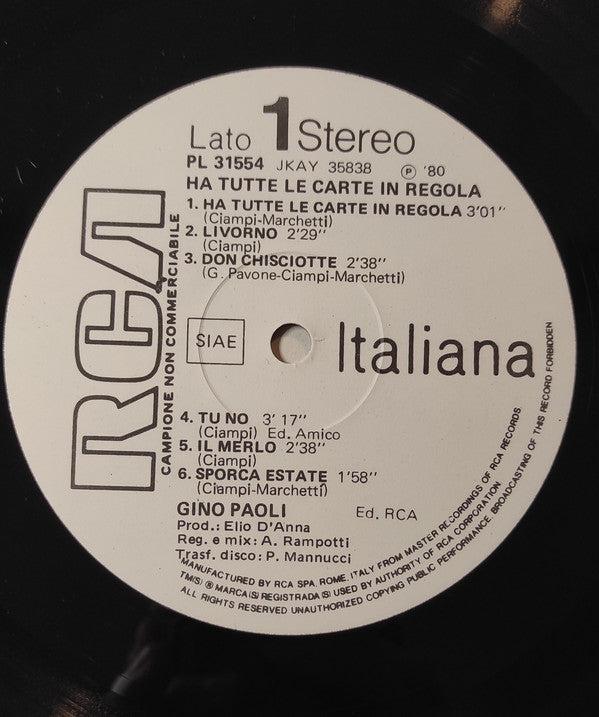 Lato 1 Stereo
PL 31554 JKAY 35838 ℗ '80
HA TUTTE LE CARTE IN REGOLA
1. HA TUTTE LE CARTE IN REGOLA 3'01''
(Ciampi-Marchetti)
2. LIVORNO 2'29''
(Ciampi)
3. DON CHISCIOTTE 2'38''
(G. Pavone-Ciampi-Marchetti)
RCA
CAMPIONE NON COMMERCIABILE
SIAE
Italiana
4. TU NO 3' 17''
(Ciampi) Ed. Amico
5. IL MERLO 2'38''
(Ciampi)
6. SPORCA ESTATE 1'58''
(Ciampi-Marchetti)
GINO PAOLI Ed. RCA
Prod.: Elio D'Anna
Reg. e mix: A. Rampotti
Trasf. disco: P. Mannucci
MANUFACTURED BY RCA SPA, ROME, ITALY FROM MASTER RECORDINGS OF RCA RECORDS
TM(S) ® MARCA(S) REGISTRADA(S) USED BY AUTHORITY OF RCA CORPORATION
ALL RIGHTS RESERVED UNAUTHORIZED COPYING PUBLIC PERFORMANCE BROADCASTING OF THIS RECORD FORBIDDEN